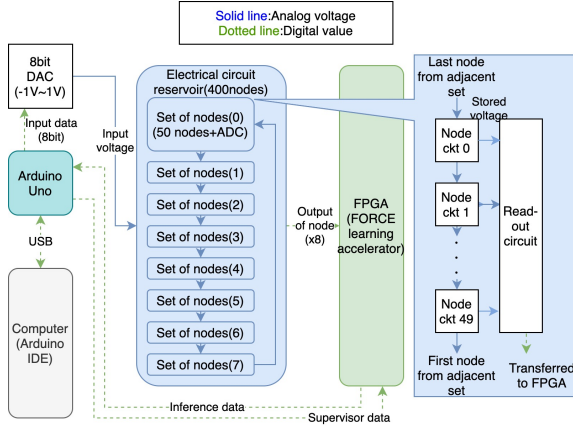 Solid line:Analog voltage
Dotted line:Digital value
8bit
DAC
(-1V~1V)
Input data
(8bit)
Arduino
Uno
USB
Computer
(Arduino
IDE)
Input
voltage
Electrical circuit
reservoir(400nodes)
Set of nodes(0)
(50 nodes+ADC)
Set of nodes(1)
Set of nodes(2)
Set of nodes(3)
Set of nodes(4)
Set of nodes(5)
Set of nodes(6)
Set of nodes(7)
Output
of node
(x8)
FPGA
(FORCE
learning
accelerator)
Inference data
Supervisor data
Last node
from adjacent
set
Stored
voltage
Node
ckt 0
Node
ckt 1
.
.
.
Node
ckt 49
Read-
out
circuit
First node
from adjacent
set
Transferred
to FPGA